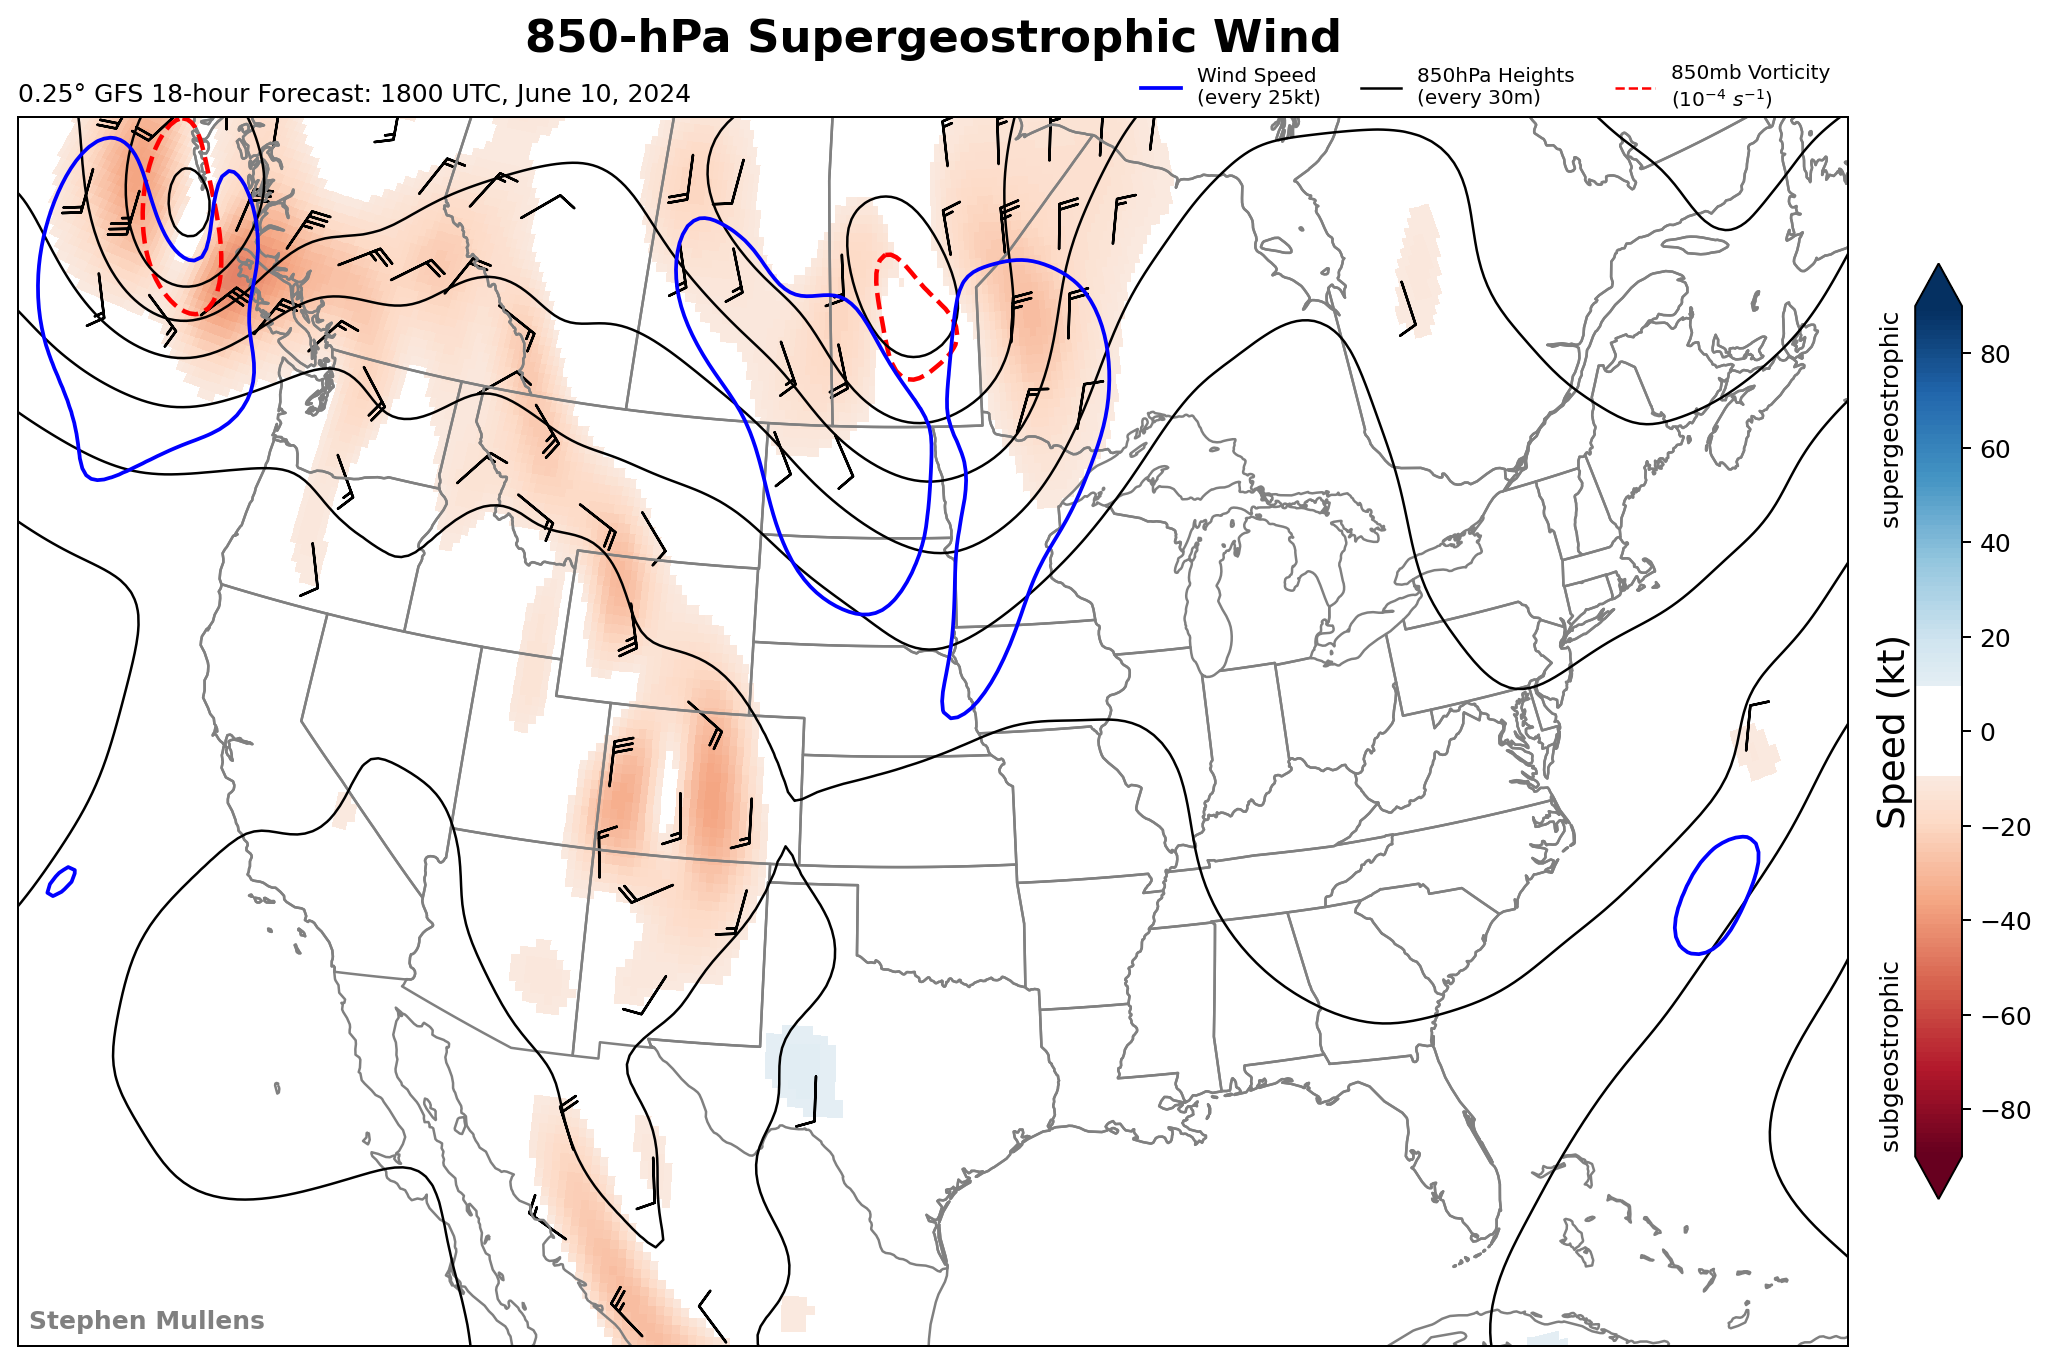 850-hPa Supergeostrophic Wind
0.25° GFS 18-hour Forecast: 1800 UTC, June 10, 2024
Wind Speed
(every 25kt)
850hPa Heights
(every 30m)
850mb Vorticity
(10⁻⁴ s⁻¹)
supergeostrophic
Speed (kt)
subgeostrophic
80
60
40
20
0
−20
−40
−60
−80
Stephen Mullens